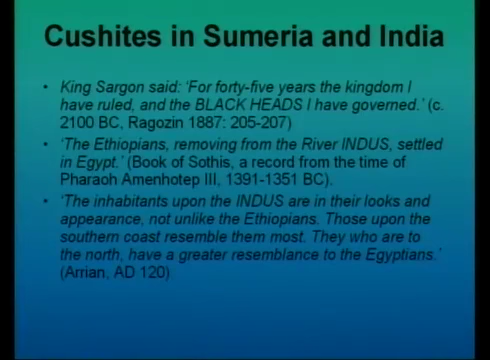 Cushites in Sumeria and India
• King Sargon said: ‘For forty-five years the kingdom I
have ruled, and the BLACK HEADS I have governed.’ (c.
2100 BC, Ragozin 1887: 205-207)
• ‘The Ethiopians, removing from the River INDUS, settled
in Egypt.’ (Book of Sothis, a record from the time of
Pharaoh Amenhotep III, 1391-1351 BC).
• ‘The inhabitants upon the INDUS are in their looks and
appearance, not unlike the Ethiopians. Those upon the
southern coast resemble them most. They who are to
the north, have a greater resemblance to the Egyptians.’
(Arrian, AD 120)